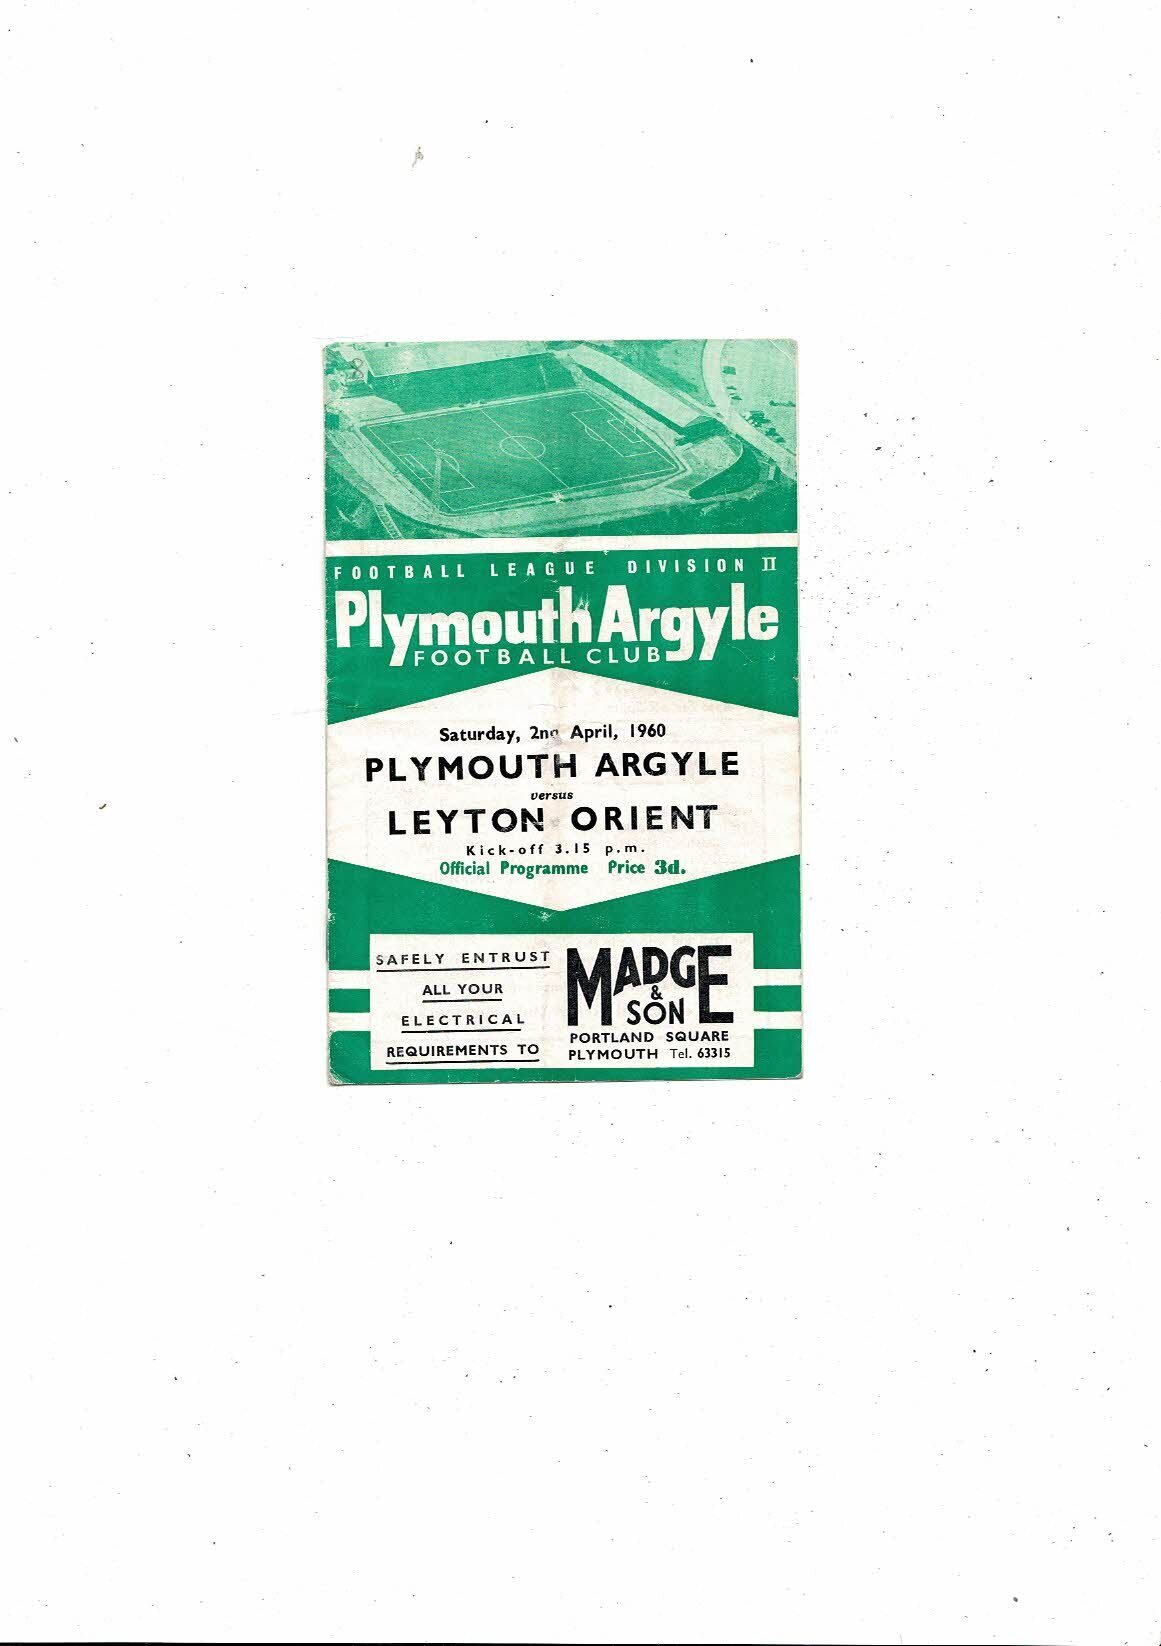 8
FOOTBALL LEAGUE DIVISION II
Plymouth Argyle
FOOTBALL CLUB
Saturday, 2nd April, 1960
PLYMOUTH ARGYLE
versus
LEYTON ORIENT
Kick-off 3.15 p.m.
Official Programme Price 3d.
SAFELY ENTRUST
ALL YOUR
ELECTRICAL
REQUIREMENTS TO
MADGE
& SON
PORTLAND SQUARE
PLYMOUTH Tel. 63315